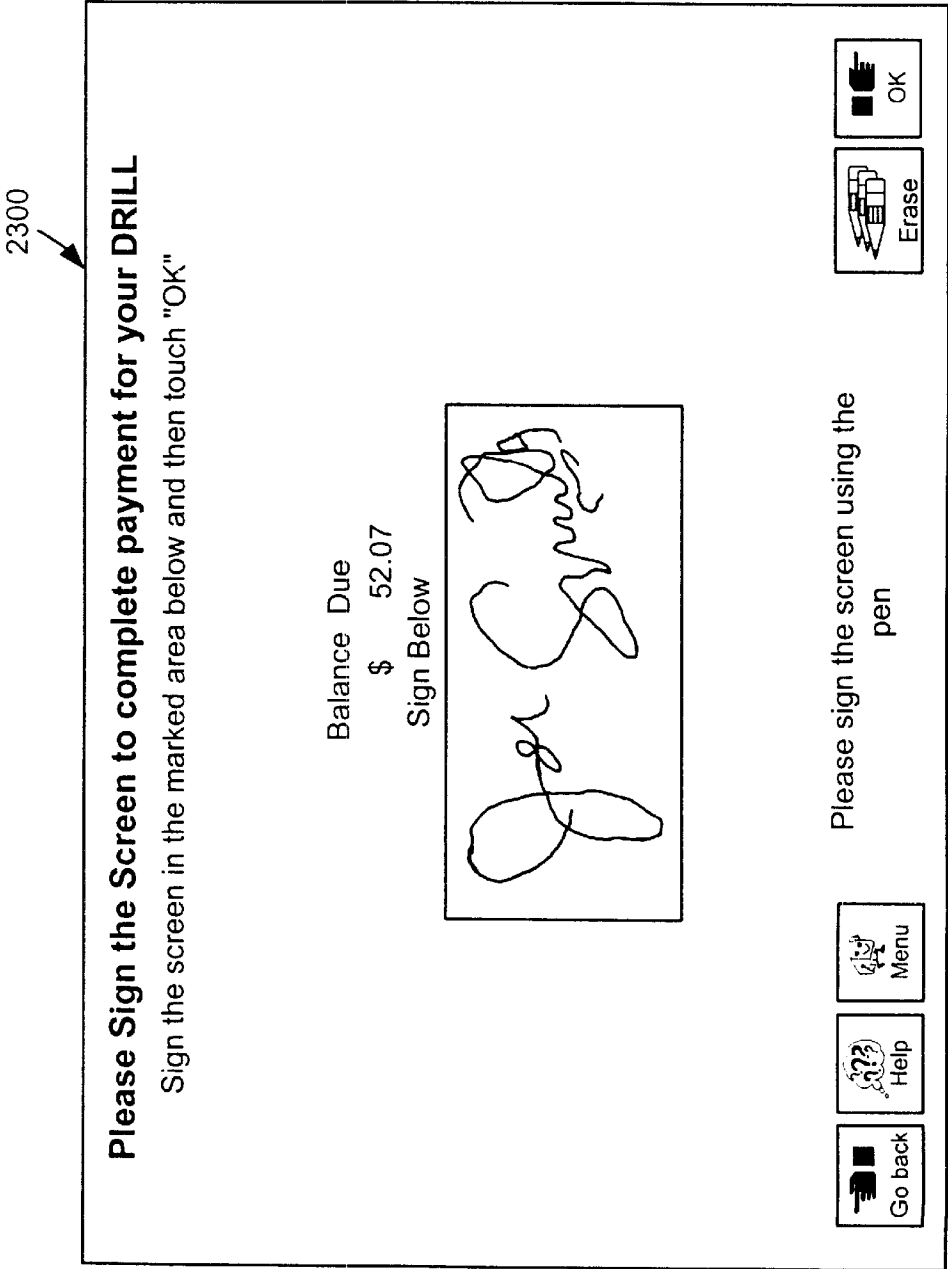 2300
Please Sign the Screen to complete payment for your DRILL
Sign the screen in the marked area below and then touch "OK"
Balance Due
$ 52.07
Sign Below
Please sign the screen using the
pen
Go back
Help
Menu
Erase
OK